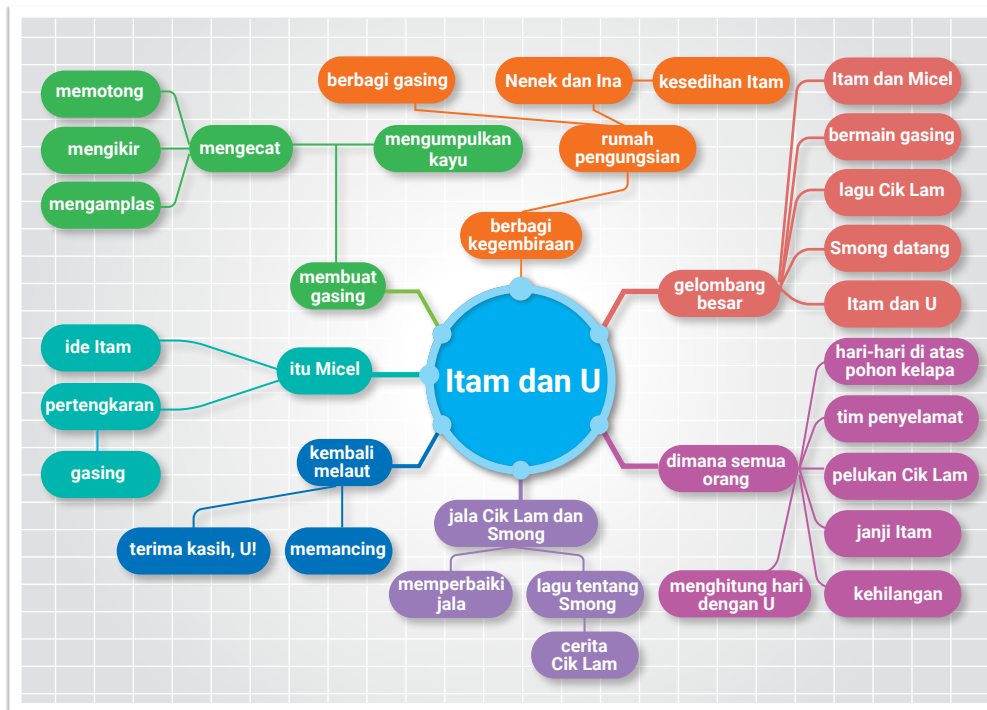 berbagi gasing
Nenek dan Ina
kesedihan Itam
Itam dan Micel
memotong
mengikir
mengamplas
mengecat
mengumpulkan
kayu
rumah
pengungsian
bermain gasing
lagu Cik Lam
Smong datang
Itam dan U
berbagi
kegembiraan
membuat
gasing
gelombang
besar
ide Itam
pertengkaran
gasing
itu Micel
Itam dan U
hari-hari di atas
pohon kelapa
tim penyelamat
pelukan Cik Lam
janji Itam
kehilangan
dimana semua
orang
menghitung hari
dengan U
kembali
melaut
terima kasih, U!
memancing
jala Cik Lam dan
Smong
memperbaiki
jala
lagu tentang
Smong
cerita
Cik Lam